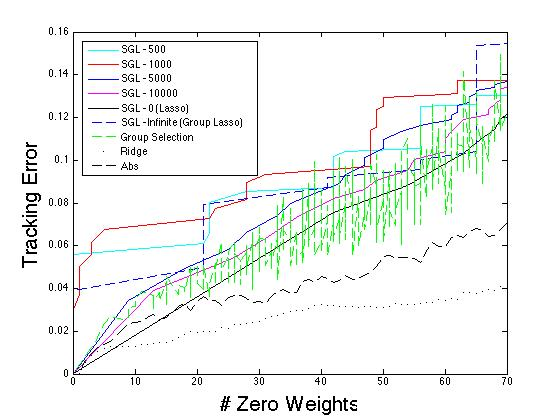 0.16
0.14
0.12
0.1
0.08
0.06
0.04
0.02
0
Tracking Error
SGL - 500
SGL - 1000
SGL - 5000
SGL - 10000
SGL - 0 (Lasso)
SGL - Infinite (Group Lasso)
Group Selection
Ridge
Abs
0 10 20 30 40 50 60 70
# Zero Weights